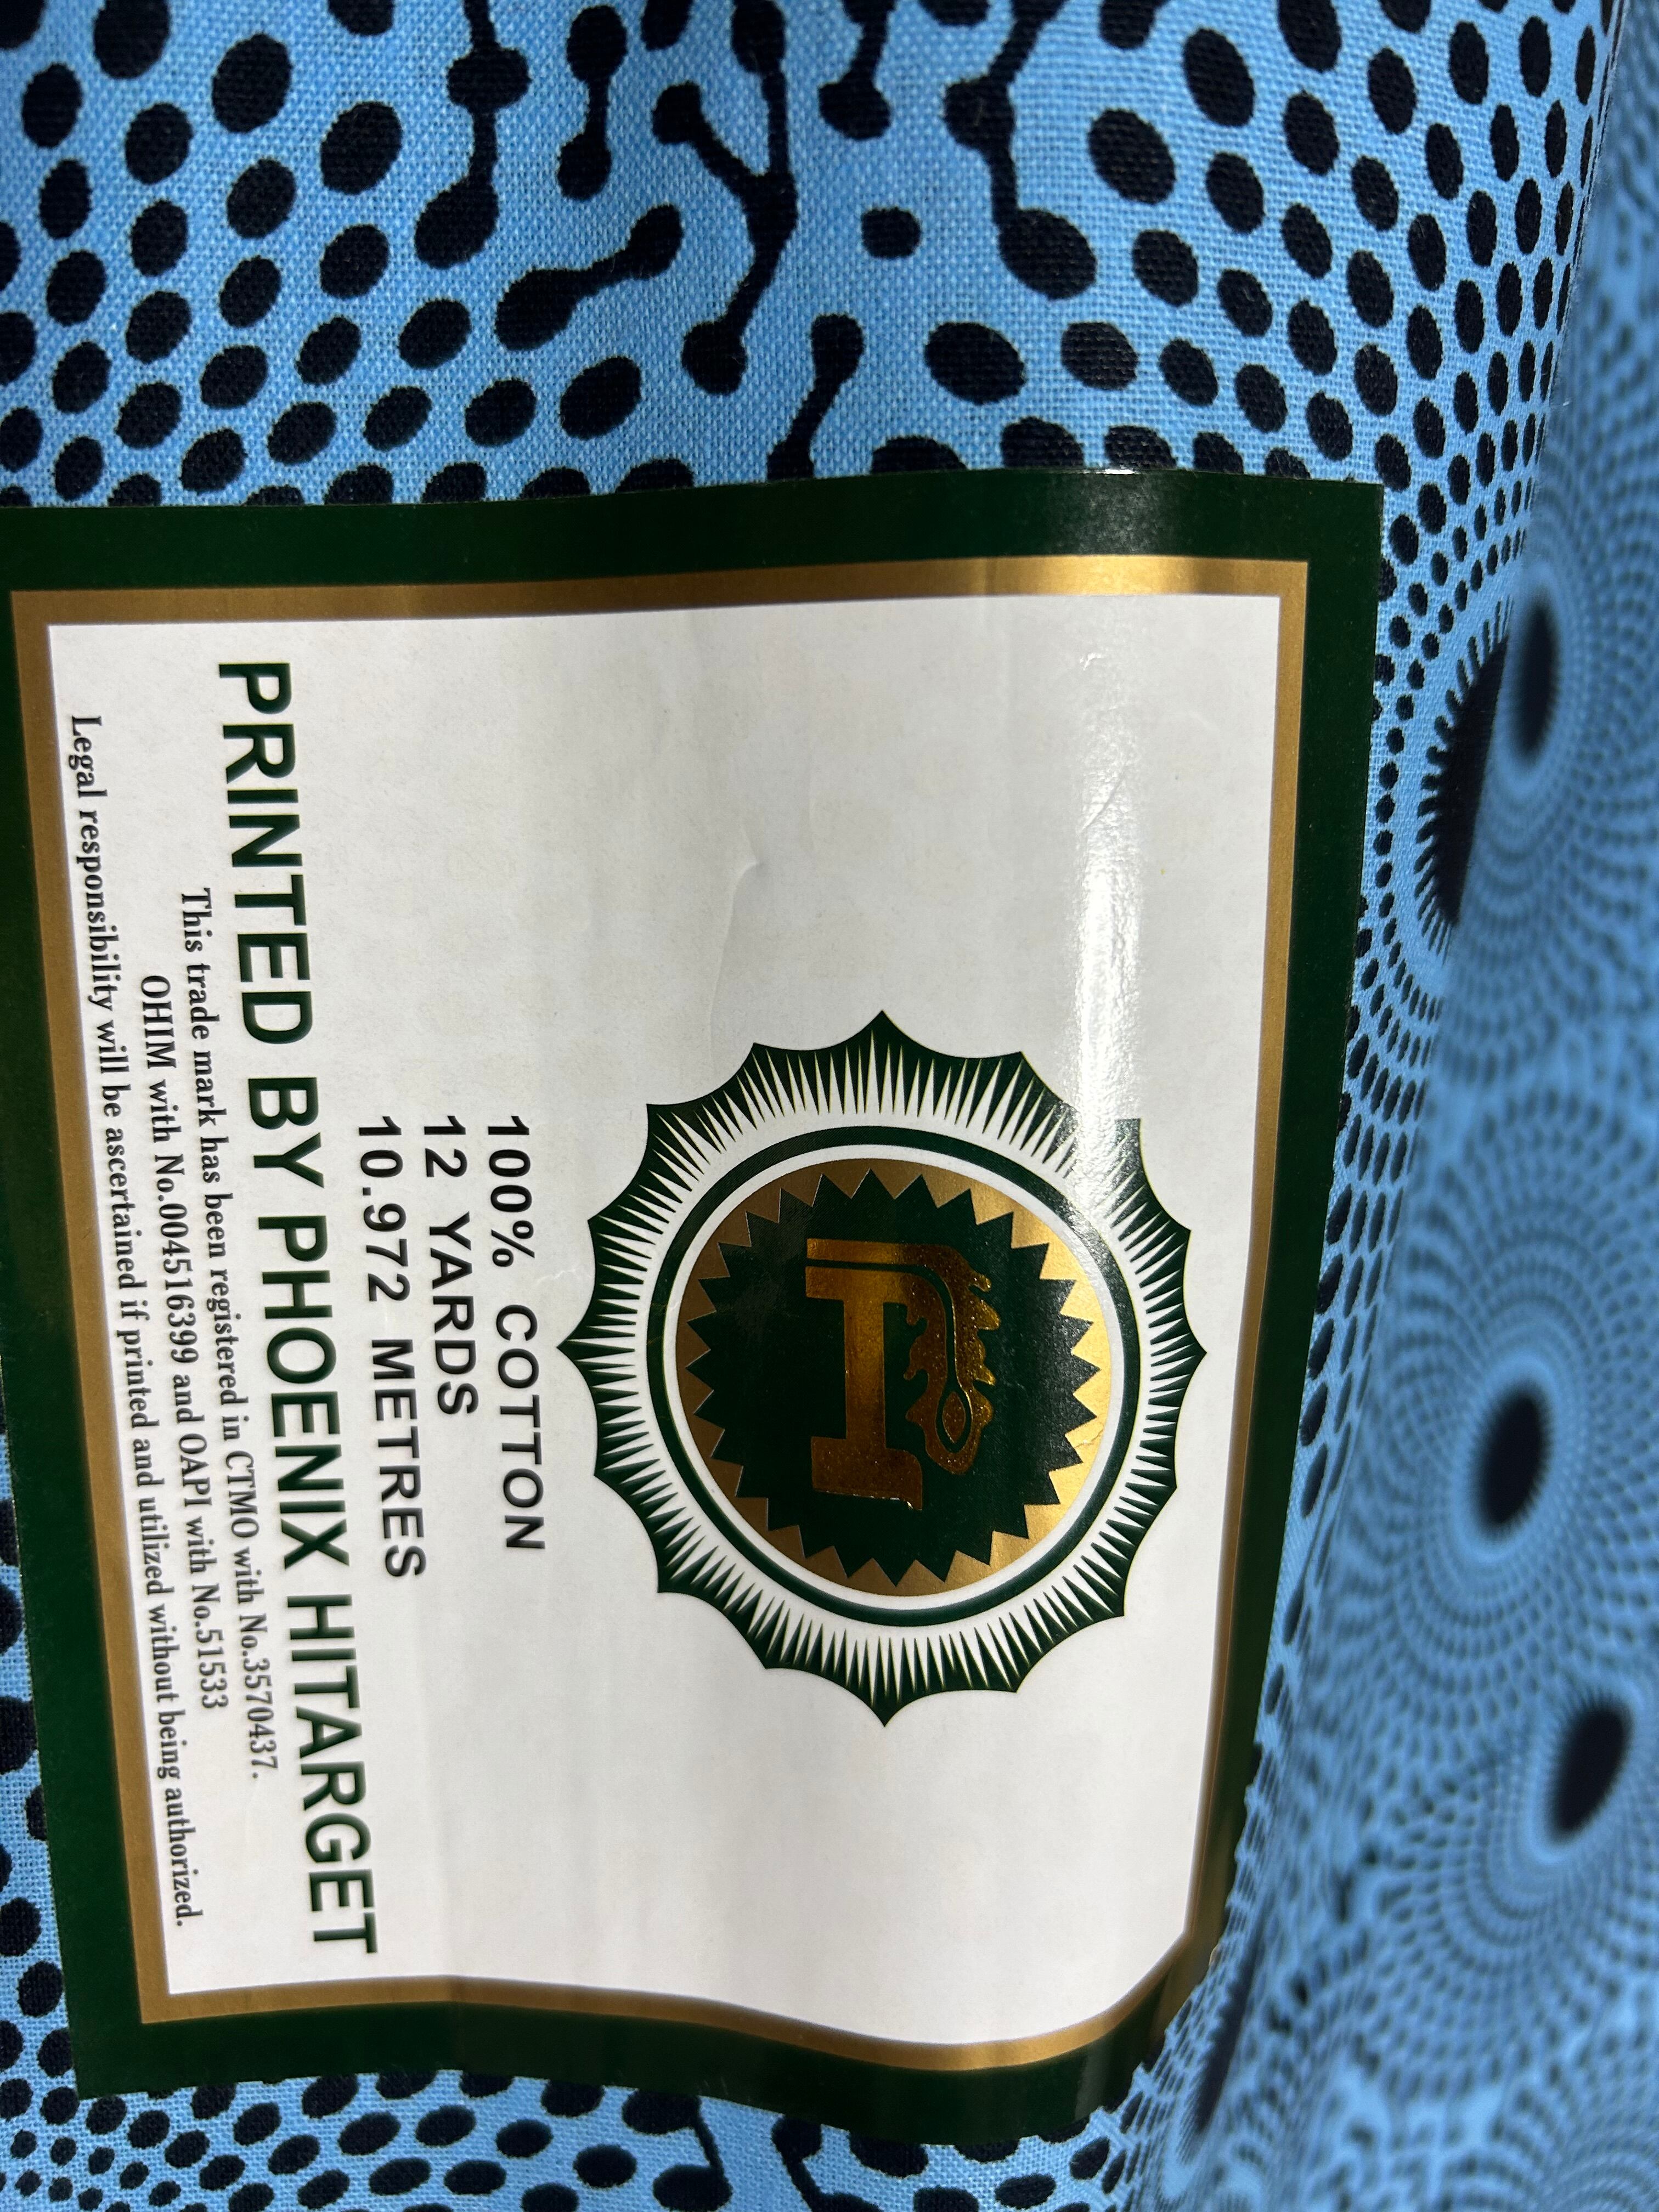 100% COTTON
12 YARDS
10.972 METRES
PRINTED BY PHOENIX HITARGET
This trade mark has been registered in CTMO with No.3570437.
OHIM with No.004516399 and OAPI with No.51533
Legal responsibility will be ascertained if printed and utilized without being authorized.